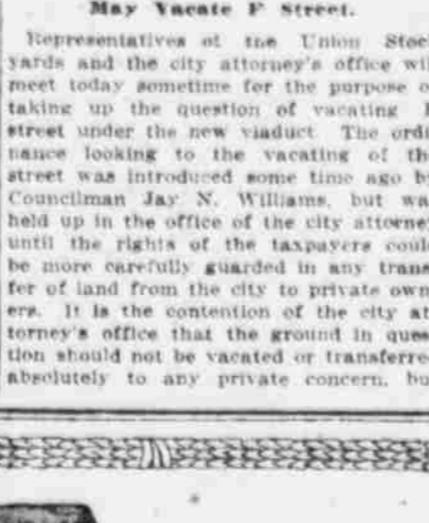 May Vacate F Street.
Representatives of the Union Stock
yards and the city attorney's office wil
meet today sometime for the purpose o
taking up the question of vacating
street under the new viaduct. The ordi
nance looking to the vacating of th
street was introduced some time ago b
Councilman Jay N. Williams, but wa
held up in the office of the city attorney
until the rights of the taxpayers coul
be more carefully guarded in any trans
fer of land from the city to private own
ers. It is the contention of the city at
torney's office that the ground in ques
tion should not be vacated or transferre
absolutely to any private concern, bu